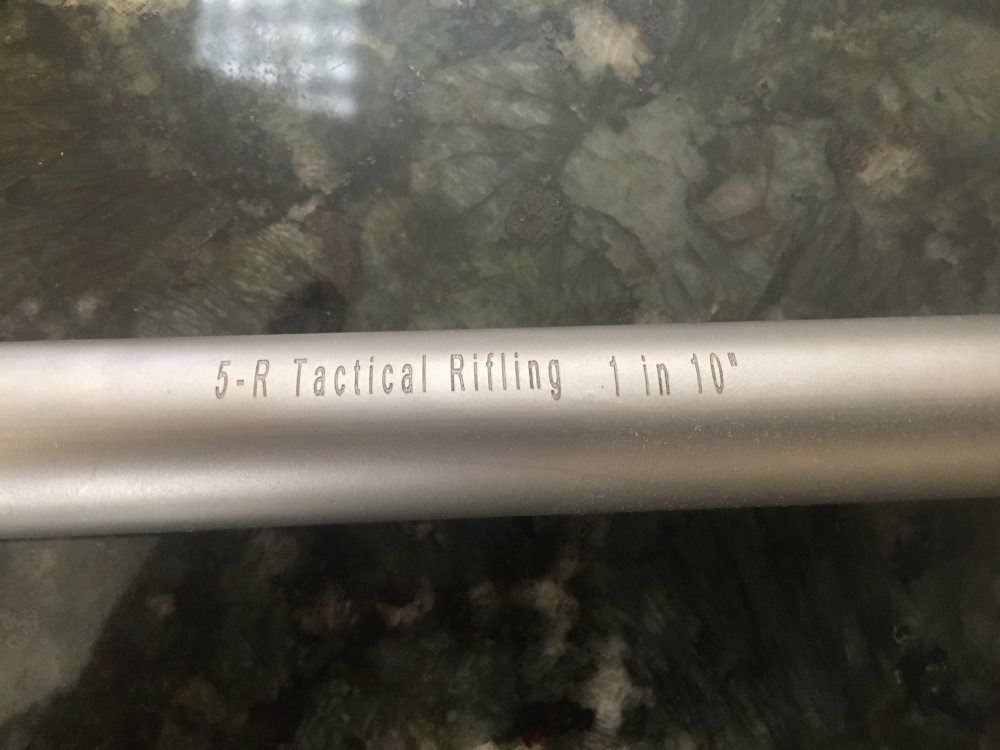 5-R Tactical Rifling 1 in 10"